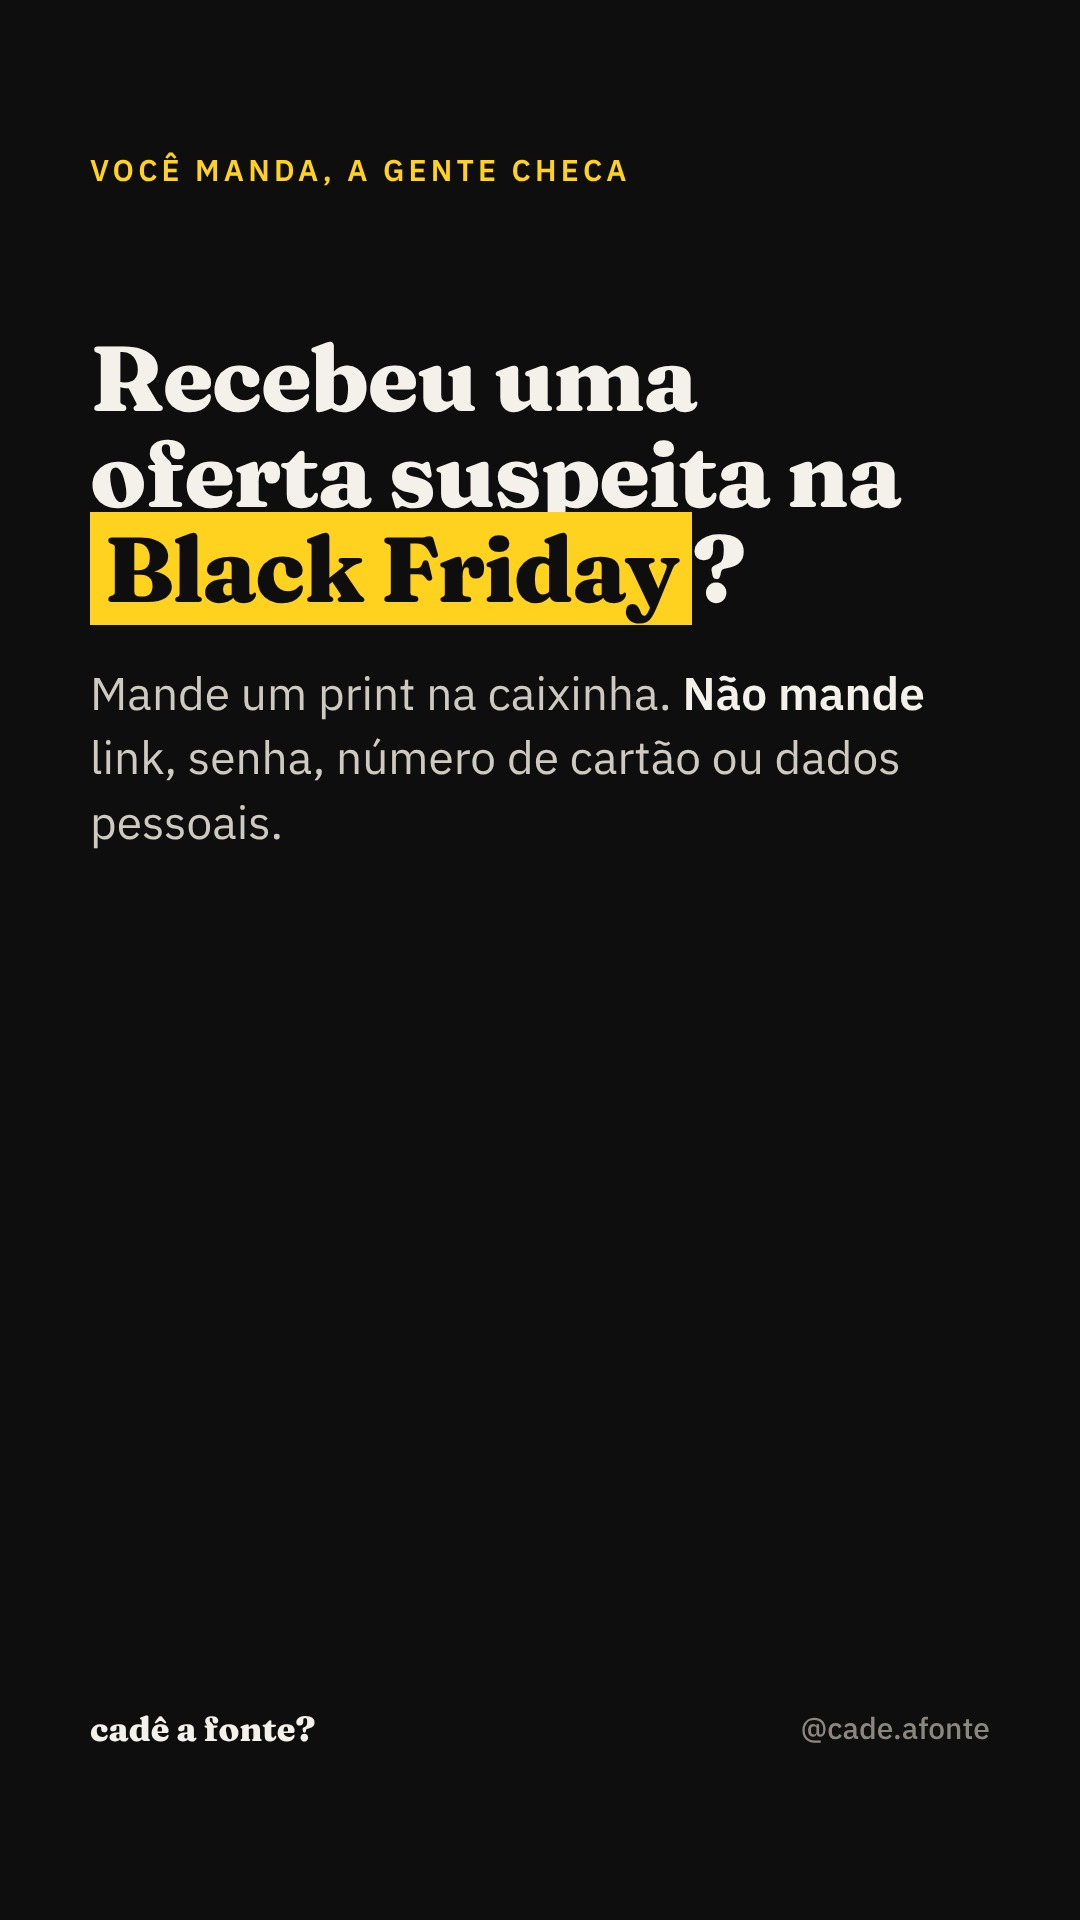 VOCÊ MANDA, A GENTE CHECA
Recebeu uma
oferta suspeita na
Black Friday?
Mande um print na caixinha. Não mande
link, senha, número de cartão ou dados
pessoais.
cadê a fonte?
@cade.afonte